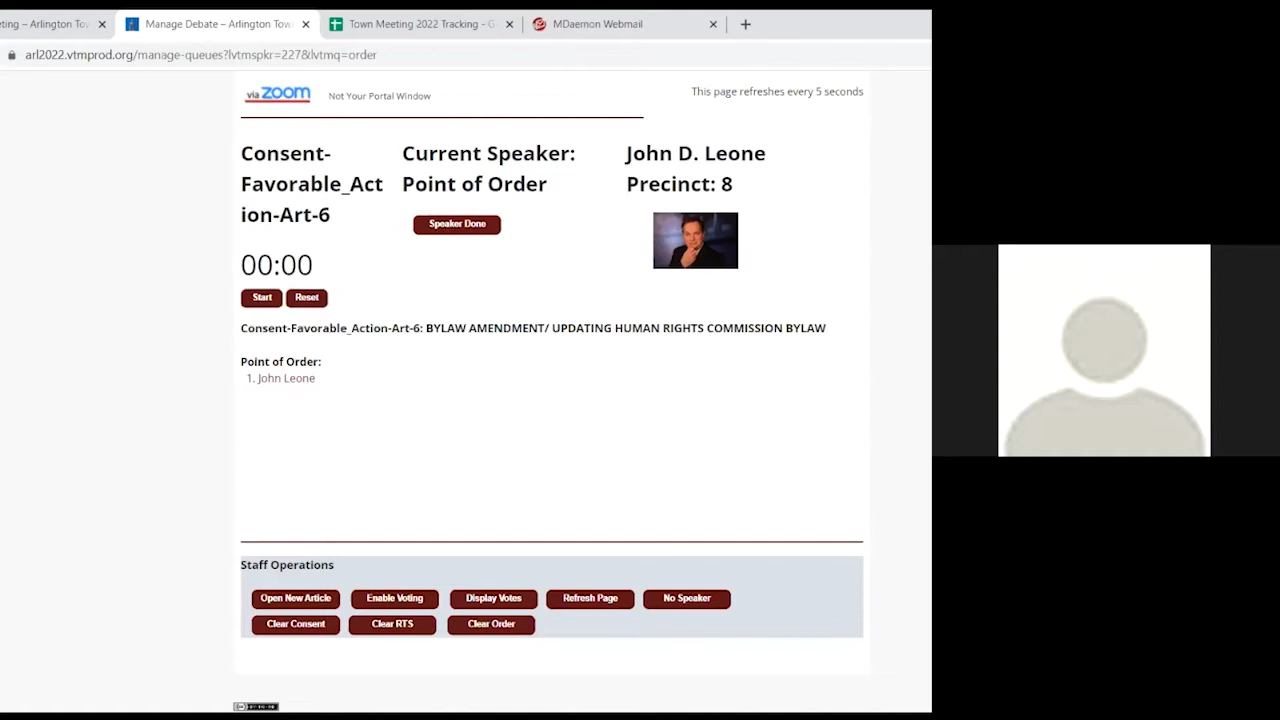 ting – Arlington Tov
Manage Debate – Arlington Town
Town Meeting 2022 Tracking - G
MDaemon Webmail
arl2022.vtmprod.org/manage-queues?lvtmspkr=227&lvtmq=order
via zoom
Not Your Portal Window
This page refreshes every 5 seconds
Consent-
Favorable_Act
ion-Art-6
Current Speaker:
Point of Order
John D. Leone
Precinct: 8
Speaker Done
00:00
Start
Reset
Consent-Favorable_Action-Art-6: BYLAW AMENDMENT/ UPDATING HUMAN RIGHTS COMMISSION BYLAW
Point of Order:
1. John Leone
Staff Operations
Open New Article
Enable Voting
Display Votes
Refresh Page
No Speaker
Clear Consent
Clear RTS
Clear Order